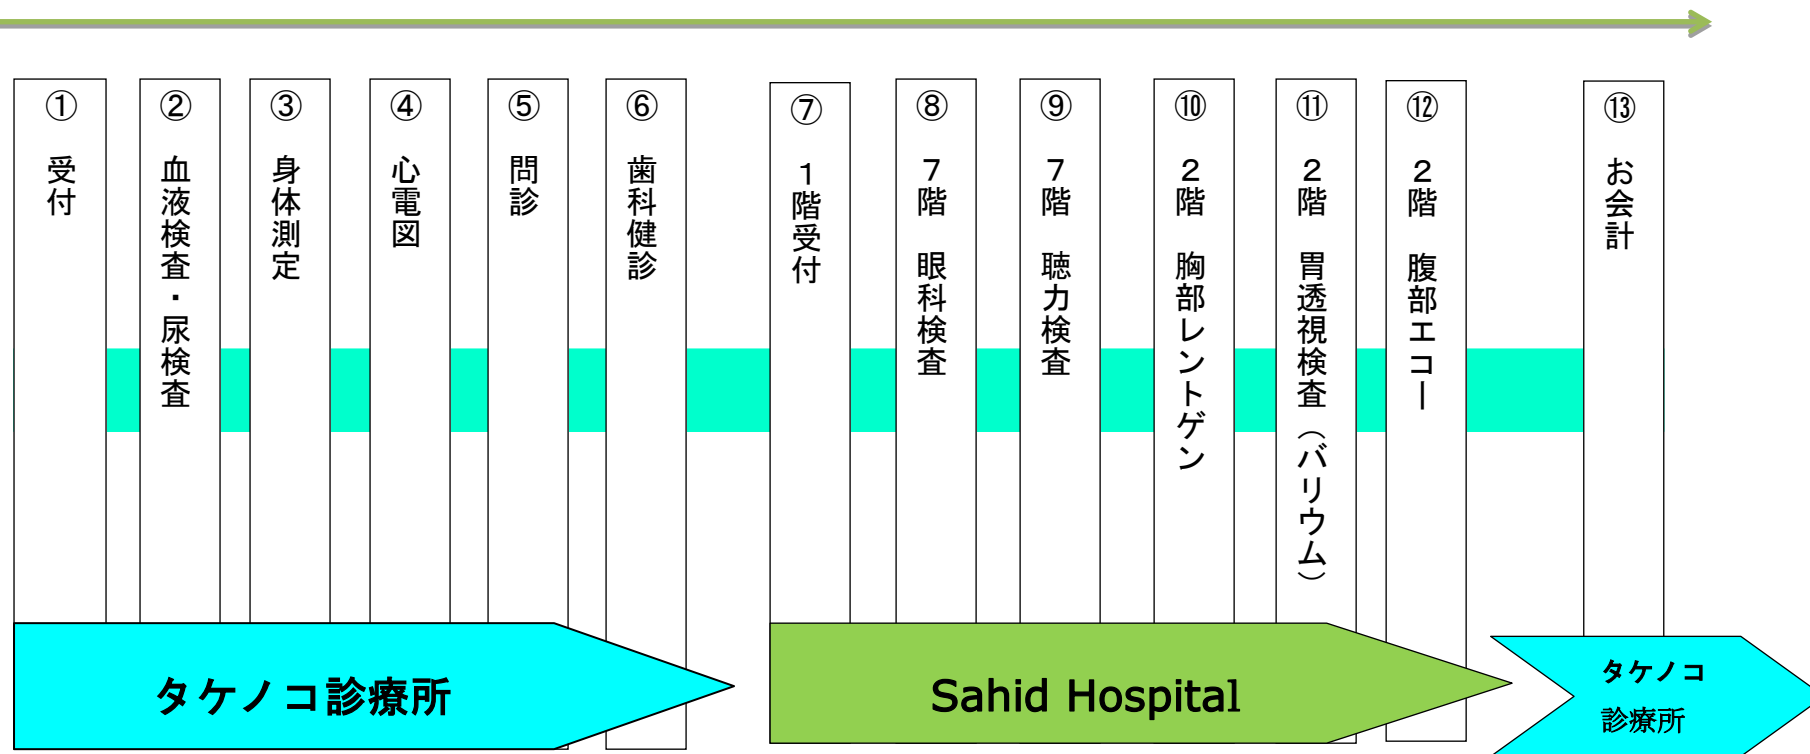 ① 受付
② 血液検査・尿検査
③ 身体測定
④ 心電図
⑤ 問診
⑥ 歯科健診
⑦ 1階受付
⑧ 7階 眼科検査
⑨ 7階 聴力検査
⑩ 2階 胸部レントゲン
⑪ 2階 胃透視検査（バリウム）
⑫ 2階 腹部エコー
⑬ お会計
タケノコ診療所
Sahid Hospital
タケノコ
診療所